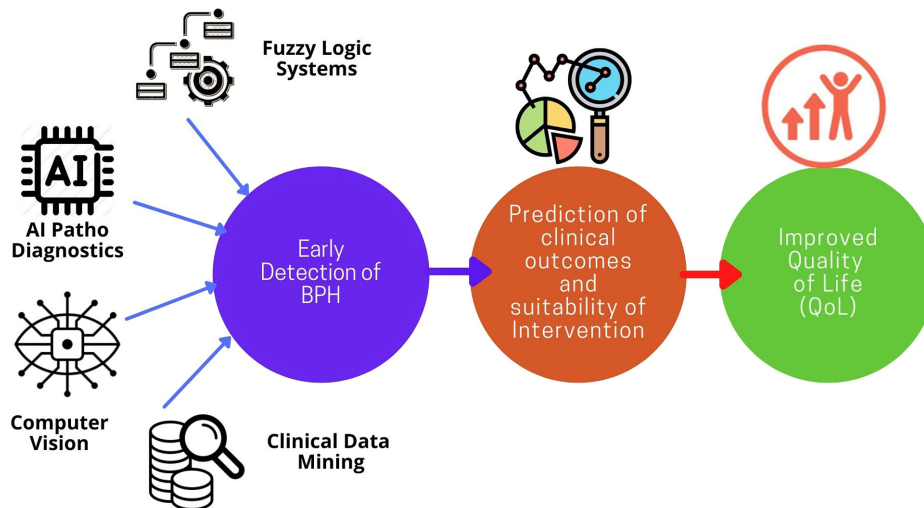 Fuzzy Logic
Systems
AI
AI Patho
Diagnostics
Computer
Vision
Clinical Data
Mining
Early
Detection of
BPH
Prediction of
clinical
outcomes
and
suitability of
Intervention
Improved
Quality
of Life
(QoL)